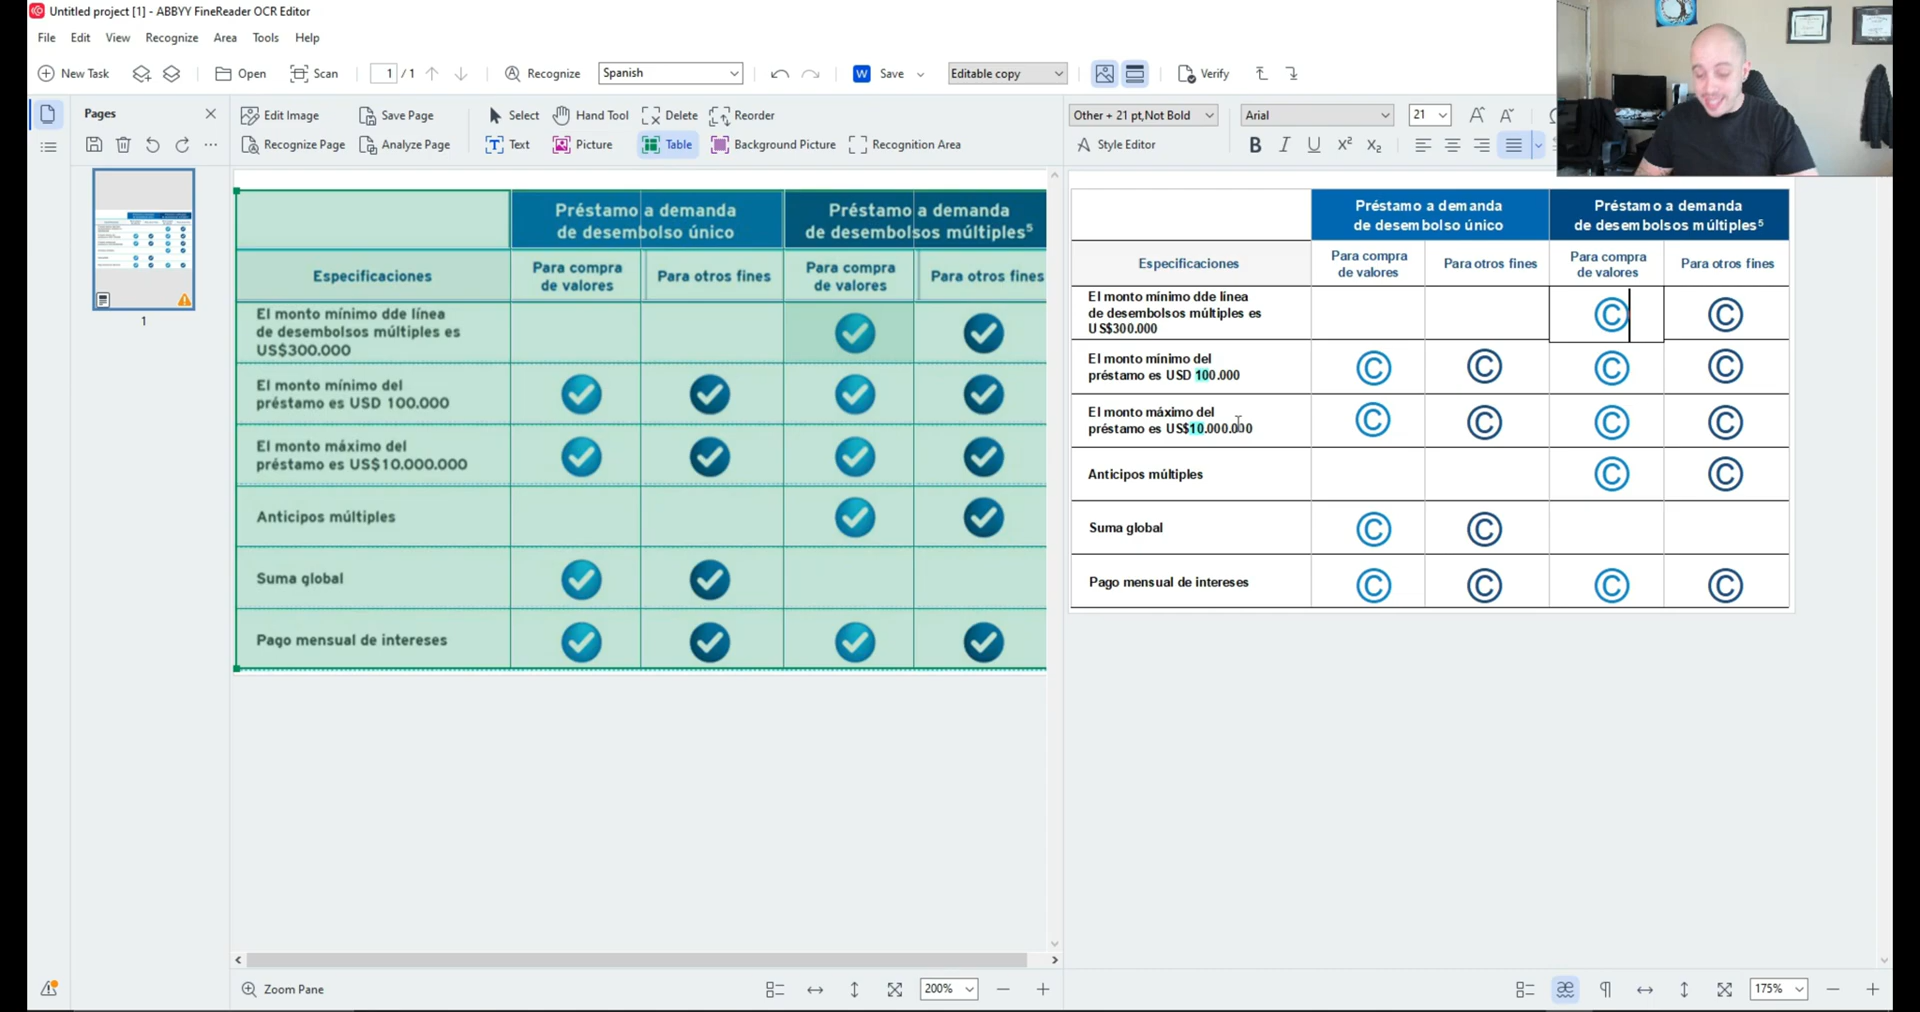 Untitled project [1] - ABBYY FineReader OCR Editor
File Edit View Recognize Area Tools Help
New Task Open Scan 1 / 1 Recognize Spanish Save Editable copy Verify
Pages
Edit Image Save Page Select Hand Tool Delete Reorder
Recognize Page Analyze Page Text Picture Table Background Picture Recognition Area
Other + 21 pt,Not Bold Arial 21
Style Editor B I U X² X₂
1
Préstamo a demanda
de desembolso único
Préstamo a demanda
de desembolsos múltiples⁵
Especificaciones
Para compra
de valores
Para otros fines
Para compra
de valores
Para otros fines
El monto mínimo dde línea
de desembolsos múltiples es
US$300.000
El monto mínimo del
préstamo es USD 100.000
El monto máximo del
préstamo es US$10.000.000
Anticipos múltiples
Suma global
Pago mensual de intereses
Préstamo a demanda
de desembolso único
Préstamo a demanda
de desembolsos múltiples⁵
Especificaciones
Para compra
de valores
Para otros fines
Para compra
de valores
Para otros fines
El monto mínimo dde línea
de desembolsos múltiples es
US$300.000
© ©
El monto mínimo del
préstamo es USD 100.000
© © © ©
El monto máximo del
préstamo es US$10.000.000
© © © ©
Anticipos múltiples
© ©
Suma global
© ©
Pago mensual de intereses
© © © ©
Zoom Pane
200%
æ ¶ 175%